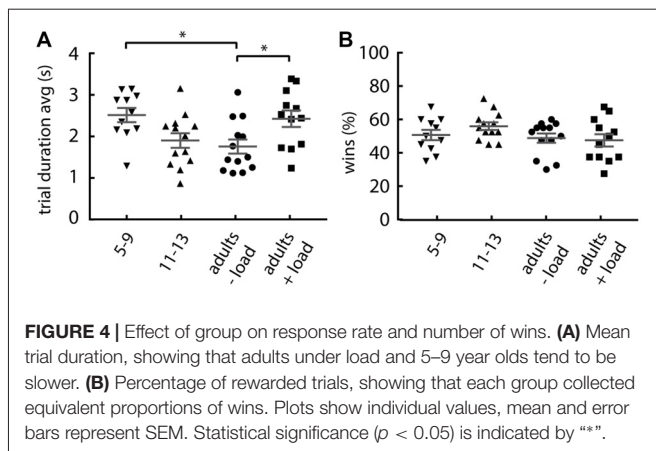 A
B
*
*
trial duration avg (s)
4
3
2
1
0
5-9
11-13
adults
- load
adults
+ load
wins (%)
100
80
60
40
20
0
5-9
11-13
adults
- load
adults
+ load
FIGURE 4 | Effect of group on response rate and number of wins. (A) Mean
trial duration, showing that adults under load and 5–9 year olds tend to be
slower. (B) Percentage of rewarded trials, showing that each group collected
equivalent proportions of wins. Plots show individual values, mean and error
bars represent SEM. Statistical significance (p < 0.05) is indicated by “*”.